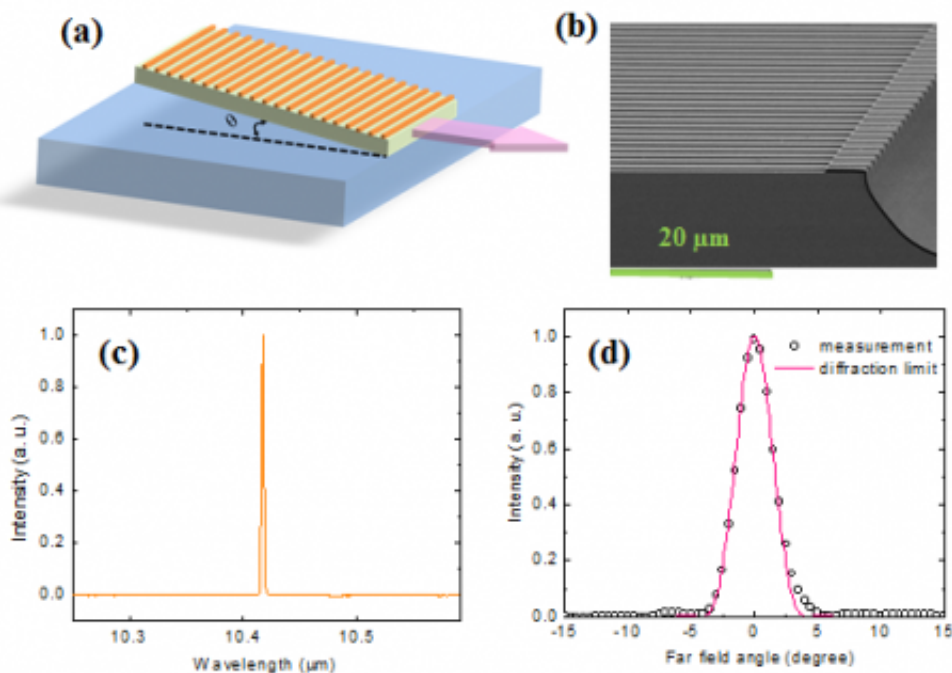 (a)
θ
(b)
20 µm
(c)
1.0
0.8
0.6
0.4
0.2
0.0
Intensity (a. u.)
10.3 10.4 10.5
Wavelength (µm)
(d)
measurement
diffraction limit
1.0
0.8
0.6
0.4
0.2
0.0
Intensity (a. u.)
-15 -10 -5 0 5 10 15
Far field angle (degree)